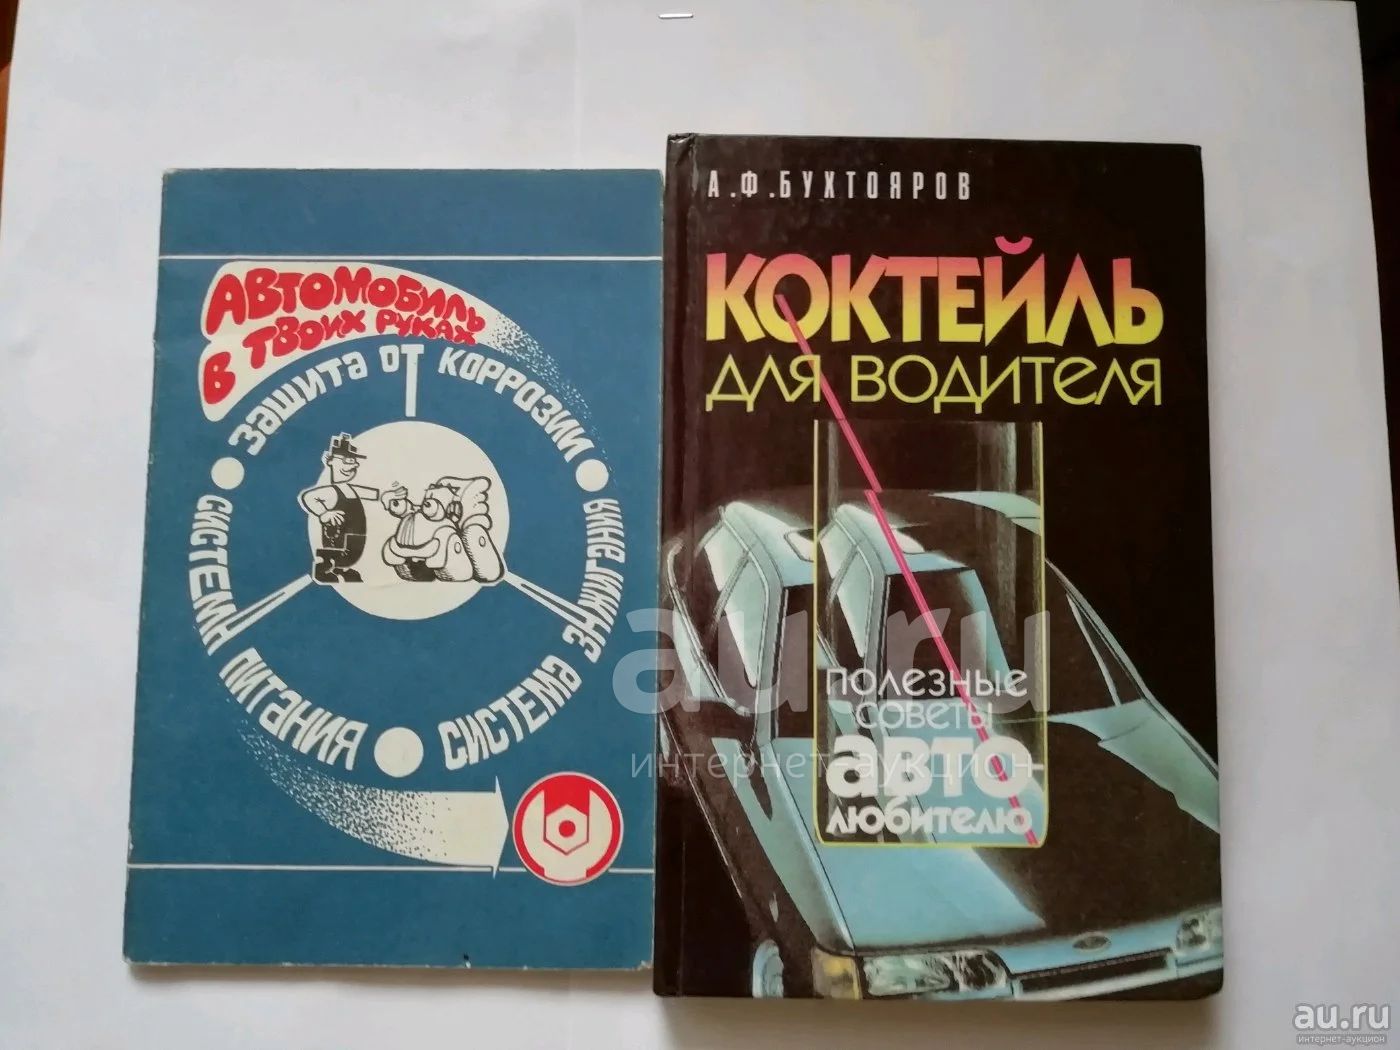 АВТОМОБИЛЬ
В ТВОИХ РУКАХ
ЗАЩИТА ОТ КОРРОЗИИ
СИСТЕМА ЗАЖИГАНИЯ
СИСТЕМА ПИТАНИЯ
А.Ф.БУХТОЯРОВ
КОКТЕЙЛЬ
ДЛЯ ВОДИТЕЛЯ
ПОЛЕЗНЫЕ
СОВЕТЫ
АВТО-
ЛЮБИТЕЛЮ
au.ru
интернет-аукцион
au.ru
интернет-аукцион